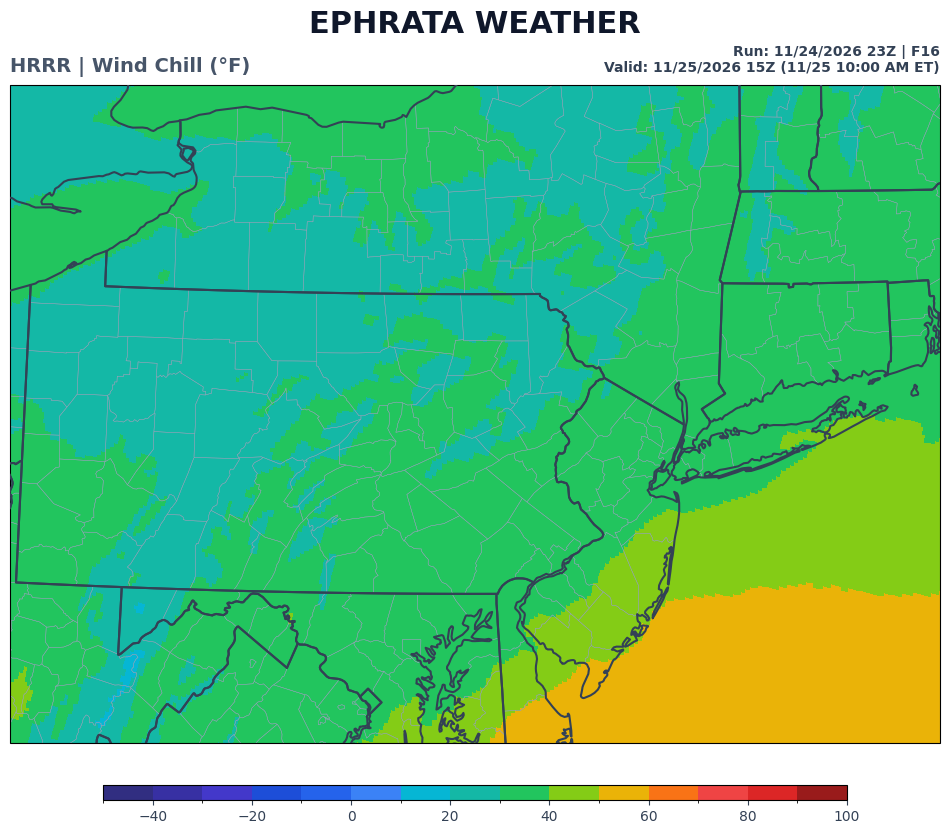 EPHRATA WEATHER
HRRR | Wind Chill (°F)
Run: 11/24/2026 23Z | F16
Valid: 11/25/2026 15Z (11/25 10:00 AM ET)
−40 −20 0 20 40 60 80 100